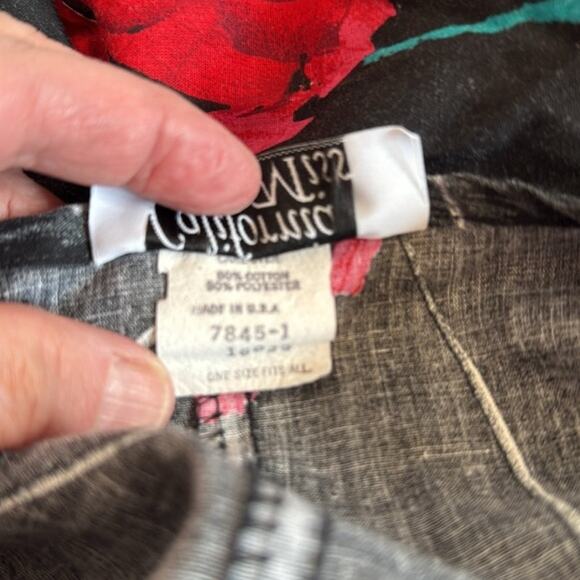 Miss
California
50% COTTON
50% POLYESTER
MADE IN U.S.A
7845-1
ONE SIZE FITS ALL